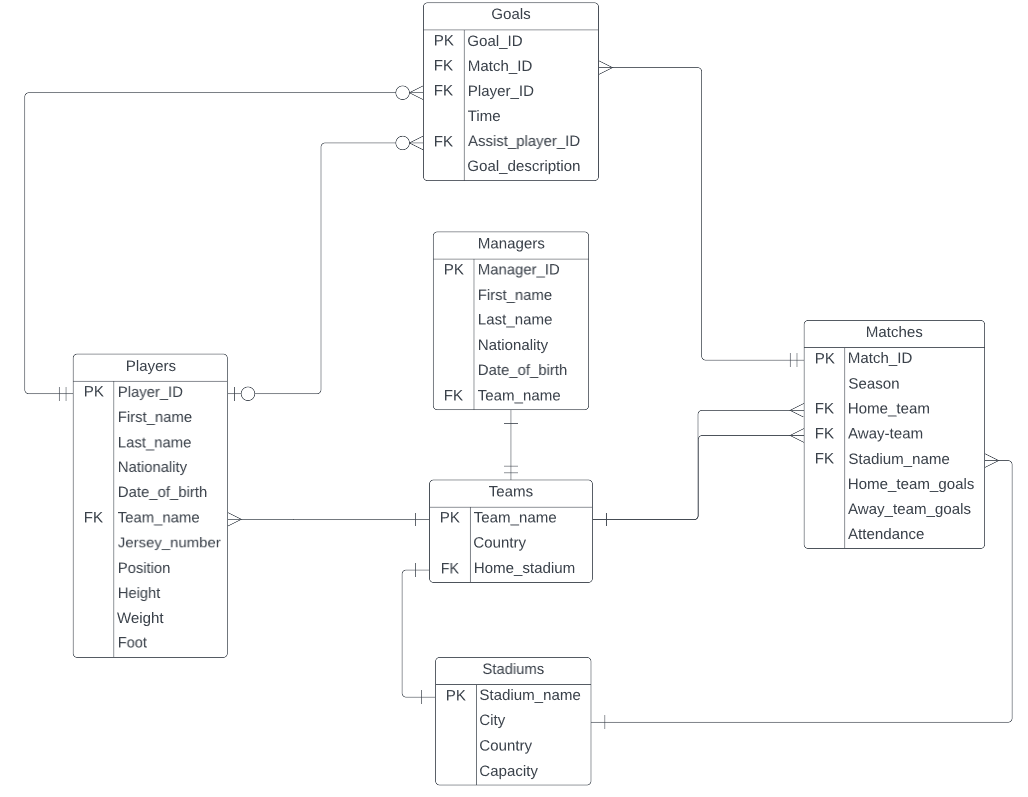 Goals
PK Goal_ID
FK Match_ID
FK Player_ID
Time
FK Assist_player_ID
Goal_description
Managers
PK Manager_ID
First_name
Last_name
Nationality
Date_of_birth
FK Team_name
Matches
PK Match_ID
Season
FK Home_team
FK Away-team
FK Stadium_name
Home_team_goals
Away_team_goals
Attendance
Players
PK Player_ID
First_name
Last_name
Nationality
Date_of_birth
FK Team_name
Jersey_number
Position
Height
Weight
Foot
Teams
PK Team_name
Country
FK Home_stadium
Stadiums
PK Stadium_name
City
Country
Capacity